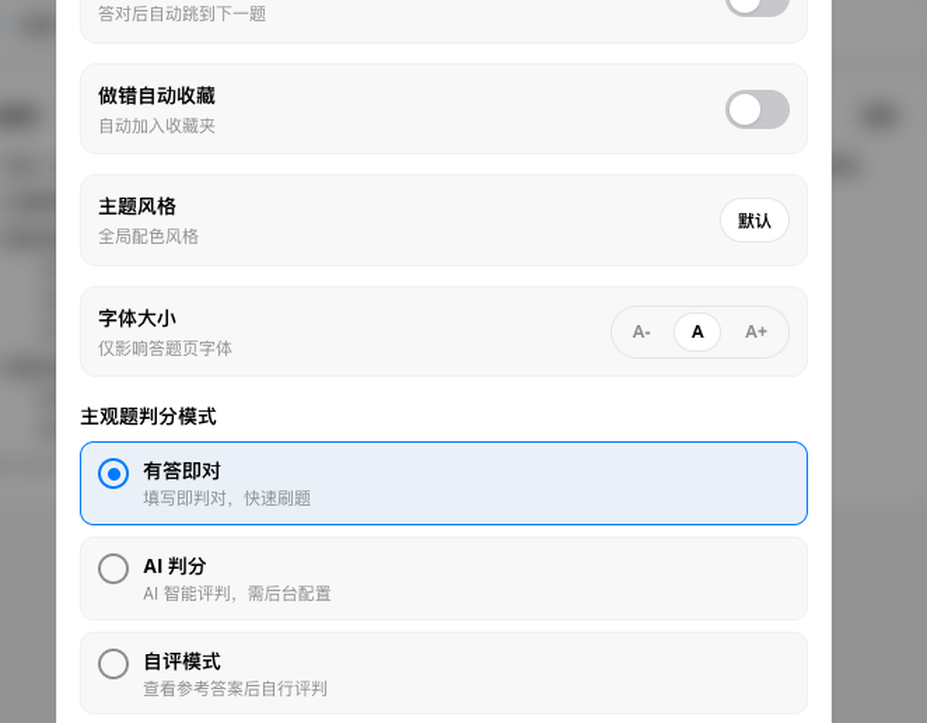 答对后自动跳到下一题
做错自动收藏
自动加入收藏夹
主题风格
全局配色风格
默认
字体大小
仅影响答题页字体
A- A A+
主观题判分模式
有答即对
填写即判对，快速刷题
AI 判分
AI 智能评判，需后台配置
自评模式
查看参考答案后自行评判